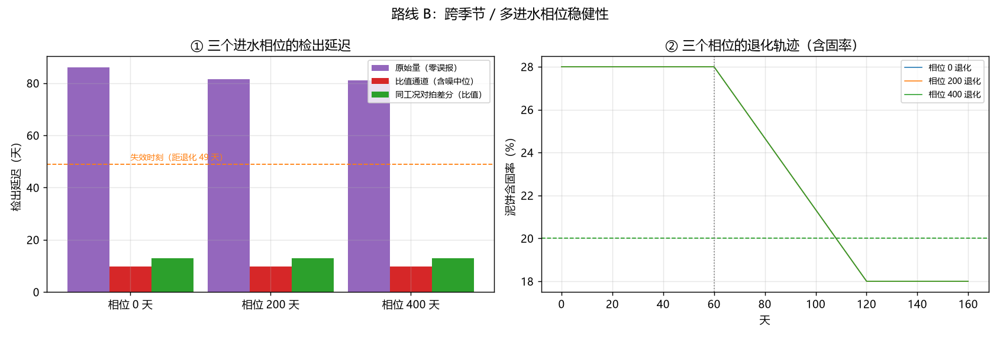 路线 B：跨季节 / 多进水相位稳健性
① 三个进水相位的检出延迟
检出延迟（天）
80
60
40
20
0
原始量（零误报）
比值通道（含噪中位）
同工况对拍差分（比值）
失效时刻（距退化 49 天）
相位 0 天
相位 200 天
相位 400 天
② 三个相位的退化轨迹（含固率）
泥饼含固率（%）
28
26
24
22
20
18
相位 0 退化
相位 200 退化
相位 400 退化
0
20
40
60
80
100
120
140
160
天